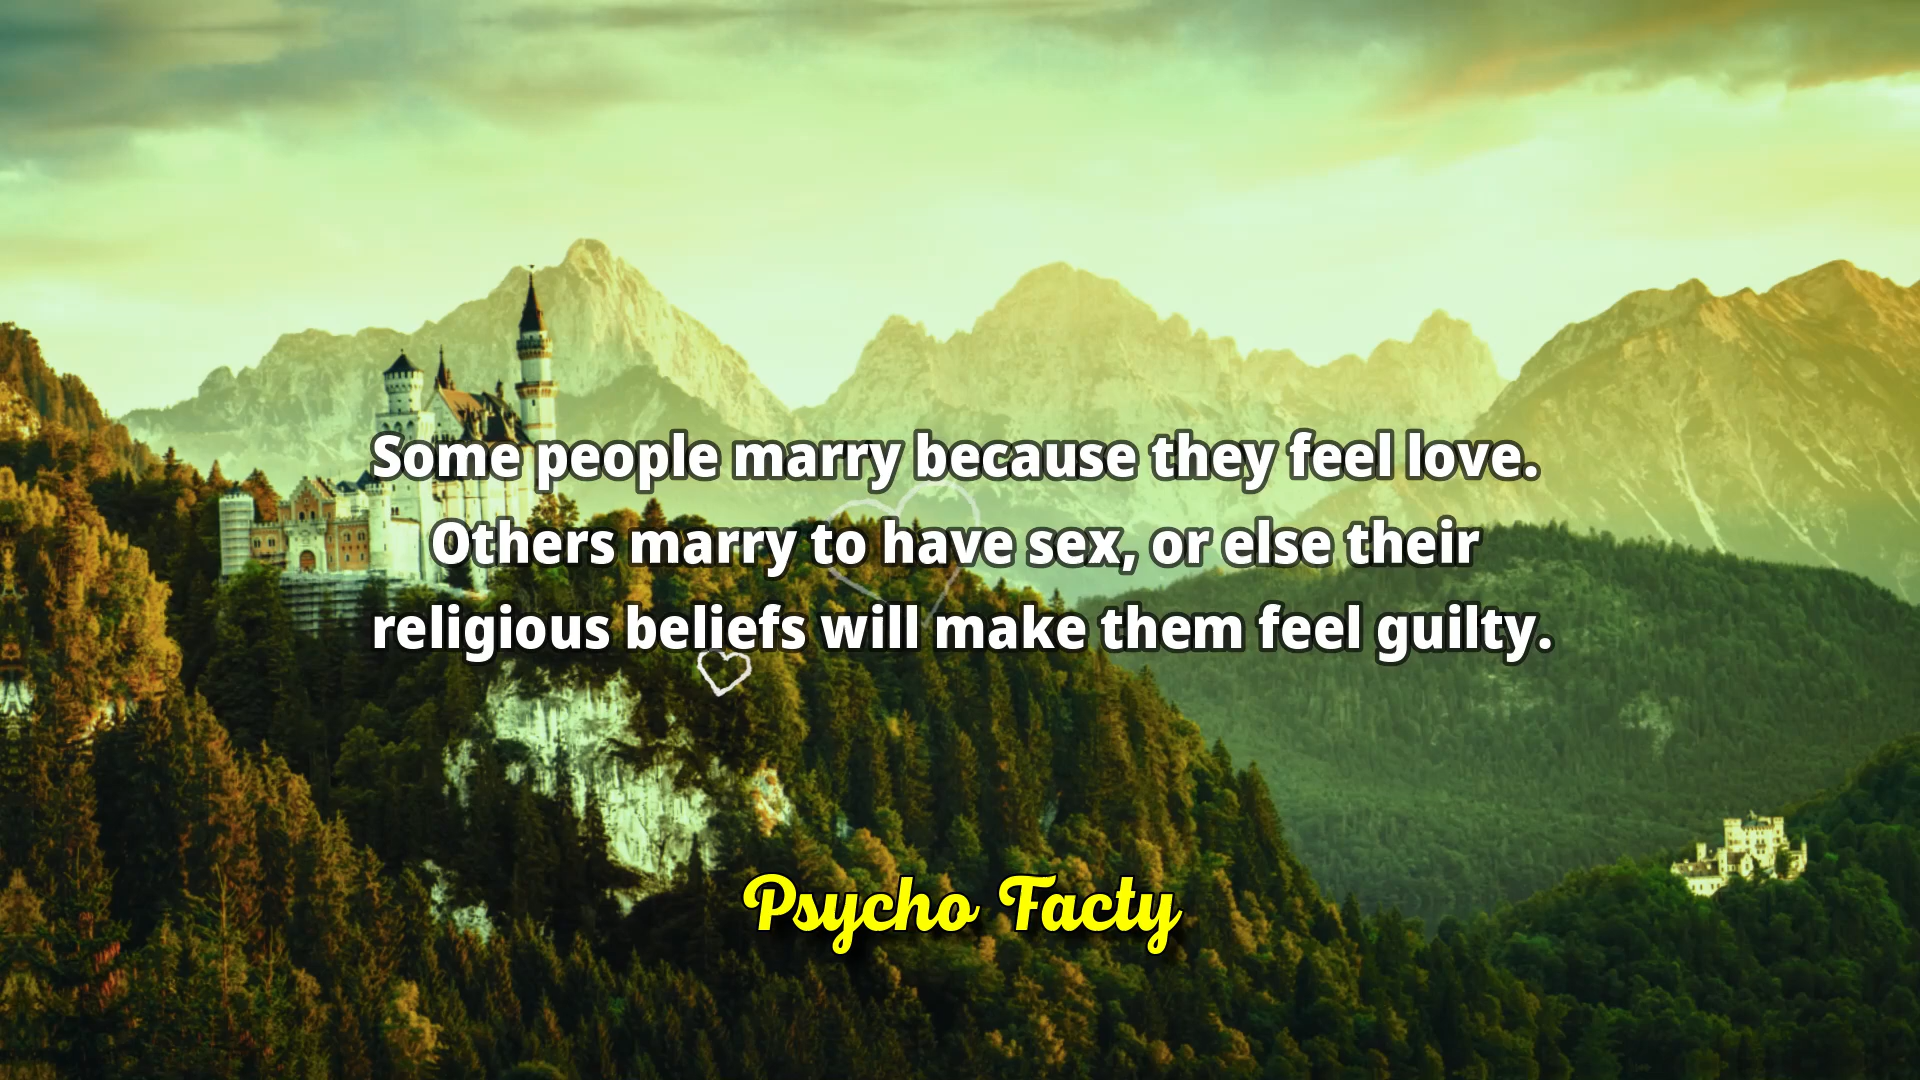 Some people marry because they feel love.
Others marry to have sex, or else their
religious beliefs will make them feel guilty.
Psycho Facty